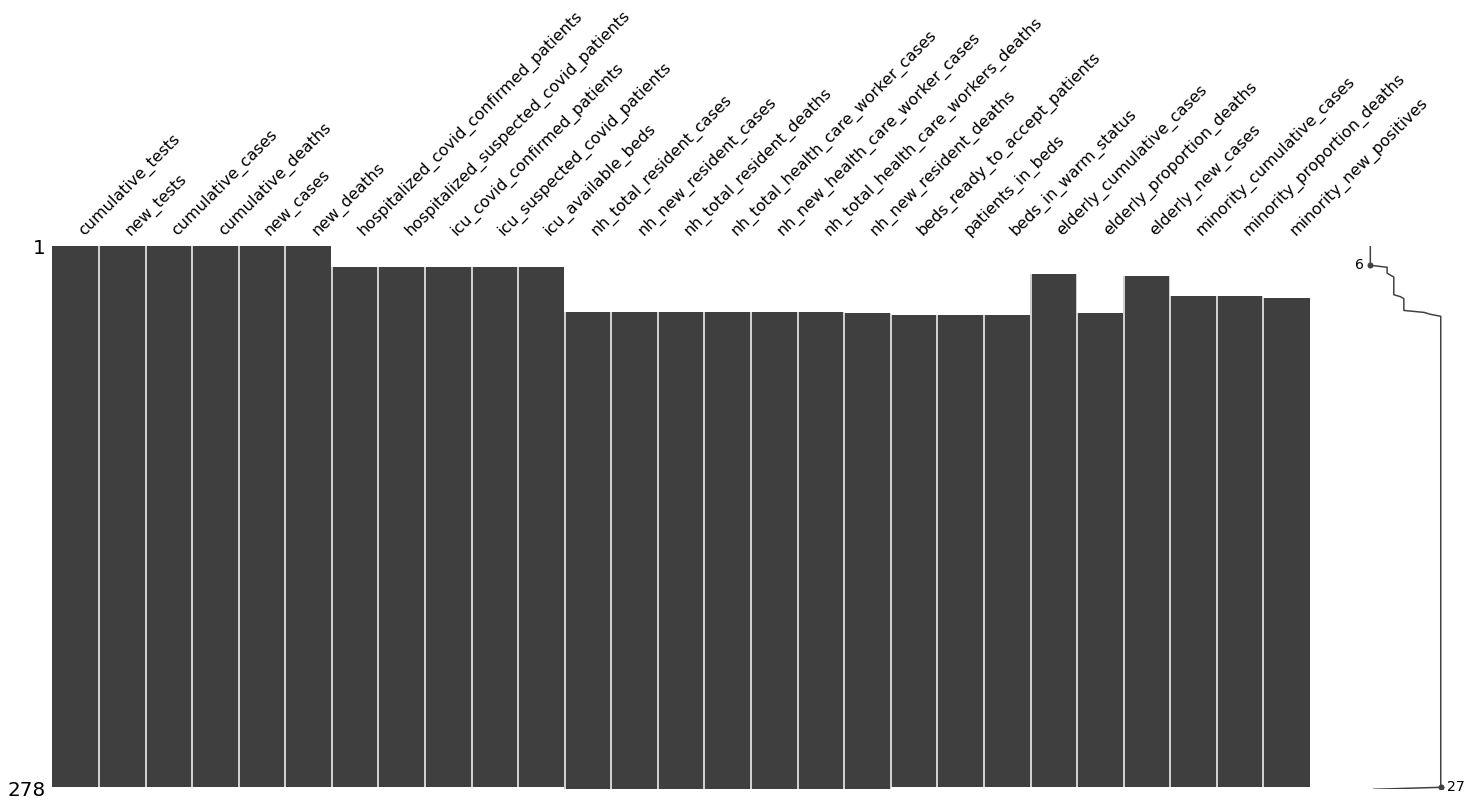 cumulative_tests
new_tests
cumulative_cases
cumulative_deaths
new_cases
new_deaths
hospitalized_covid_confirmed_patients
hospitalized_suspected_covid_patients
icu_covid_confirmed_patients
icu_suspected_covid_patients
icu_available_beds
nh_total_resident_cases
nh_new_resident_cases
nh_total_resident_deaths
nh_total_health_care_worker_cases
nh_new_health_care_worker_cases
nh_total_health_care_workers_deaths
nh_new_resident_deaths
beds_ready_to_accept_patients
patients_in_beds
beds_in_warm_status
elderly_cumulative_cases
elderly_proportion_deaths
elderly_new_cases
minority_cumulative_cases
minority_proportion_deaths
minority_new_positives
1
6
278
27